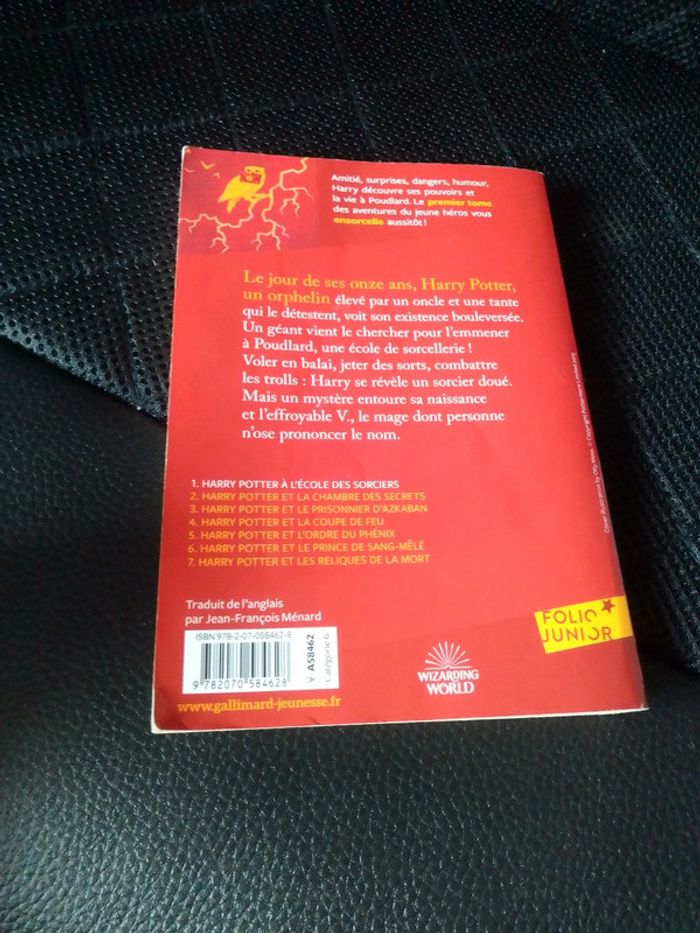 Amitié, surprises, dangers, humour,
Harry découvre ses pouvoirs et
la vie à Poudlard. Le premier tome
des aventures du jeune héros vous
ensorcelle aussitôt !
Le jour de ses onze ans, Harry Potter,
un orphelin élevé par un oncle et une tante
qui le détestent, voit son existence bouleversée.
Un géant vient le chercher pour l'emmener
à Poudlard, une école de sorcellerie !
Voler en balai, jeter des sorts, combattre
les trolls : Harry se révèle un sorcier doué.
Mais un mystère entoure sa naissance
et l'effroyable V., le mage dont personne
n'ose prononcer le nom.
1. HARRY POTTER À L'ÉCOLE DES SORCIERS
2. HARRY POTTER ET LA CHAMBRE DES SECRETS
3. HARRY POTTER ET LE PRISONNIER D'AZKABAN
4. HARRY POTTER ET LA COUPE DE FEU
5. HARRY POTTER ET L'ORDRE DU PHÉNIX
6. HARRY POTTER ET LE PRINCE DE SANG-MÊLÉ
7. HARRY POTTER ET LES RELIQUES DE LA MORT
Traduit de l'anglais
par Jean-François Ménard
ISBN 978-2-07-058462-8
9 782070 584628
A58462
Catégorie 6
www.gallimard-jeunesse.fr
WIZARDING
WORLD
FOLIO
JUNIOR
Cover illustration by Olly Moss © Copyright Pottermore Limited 2015